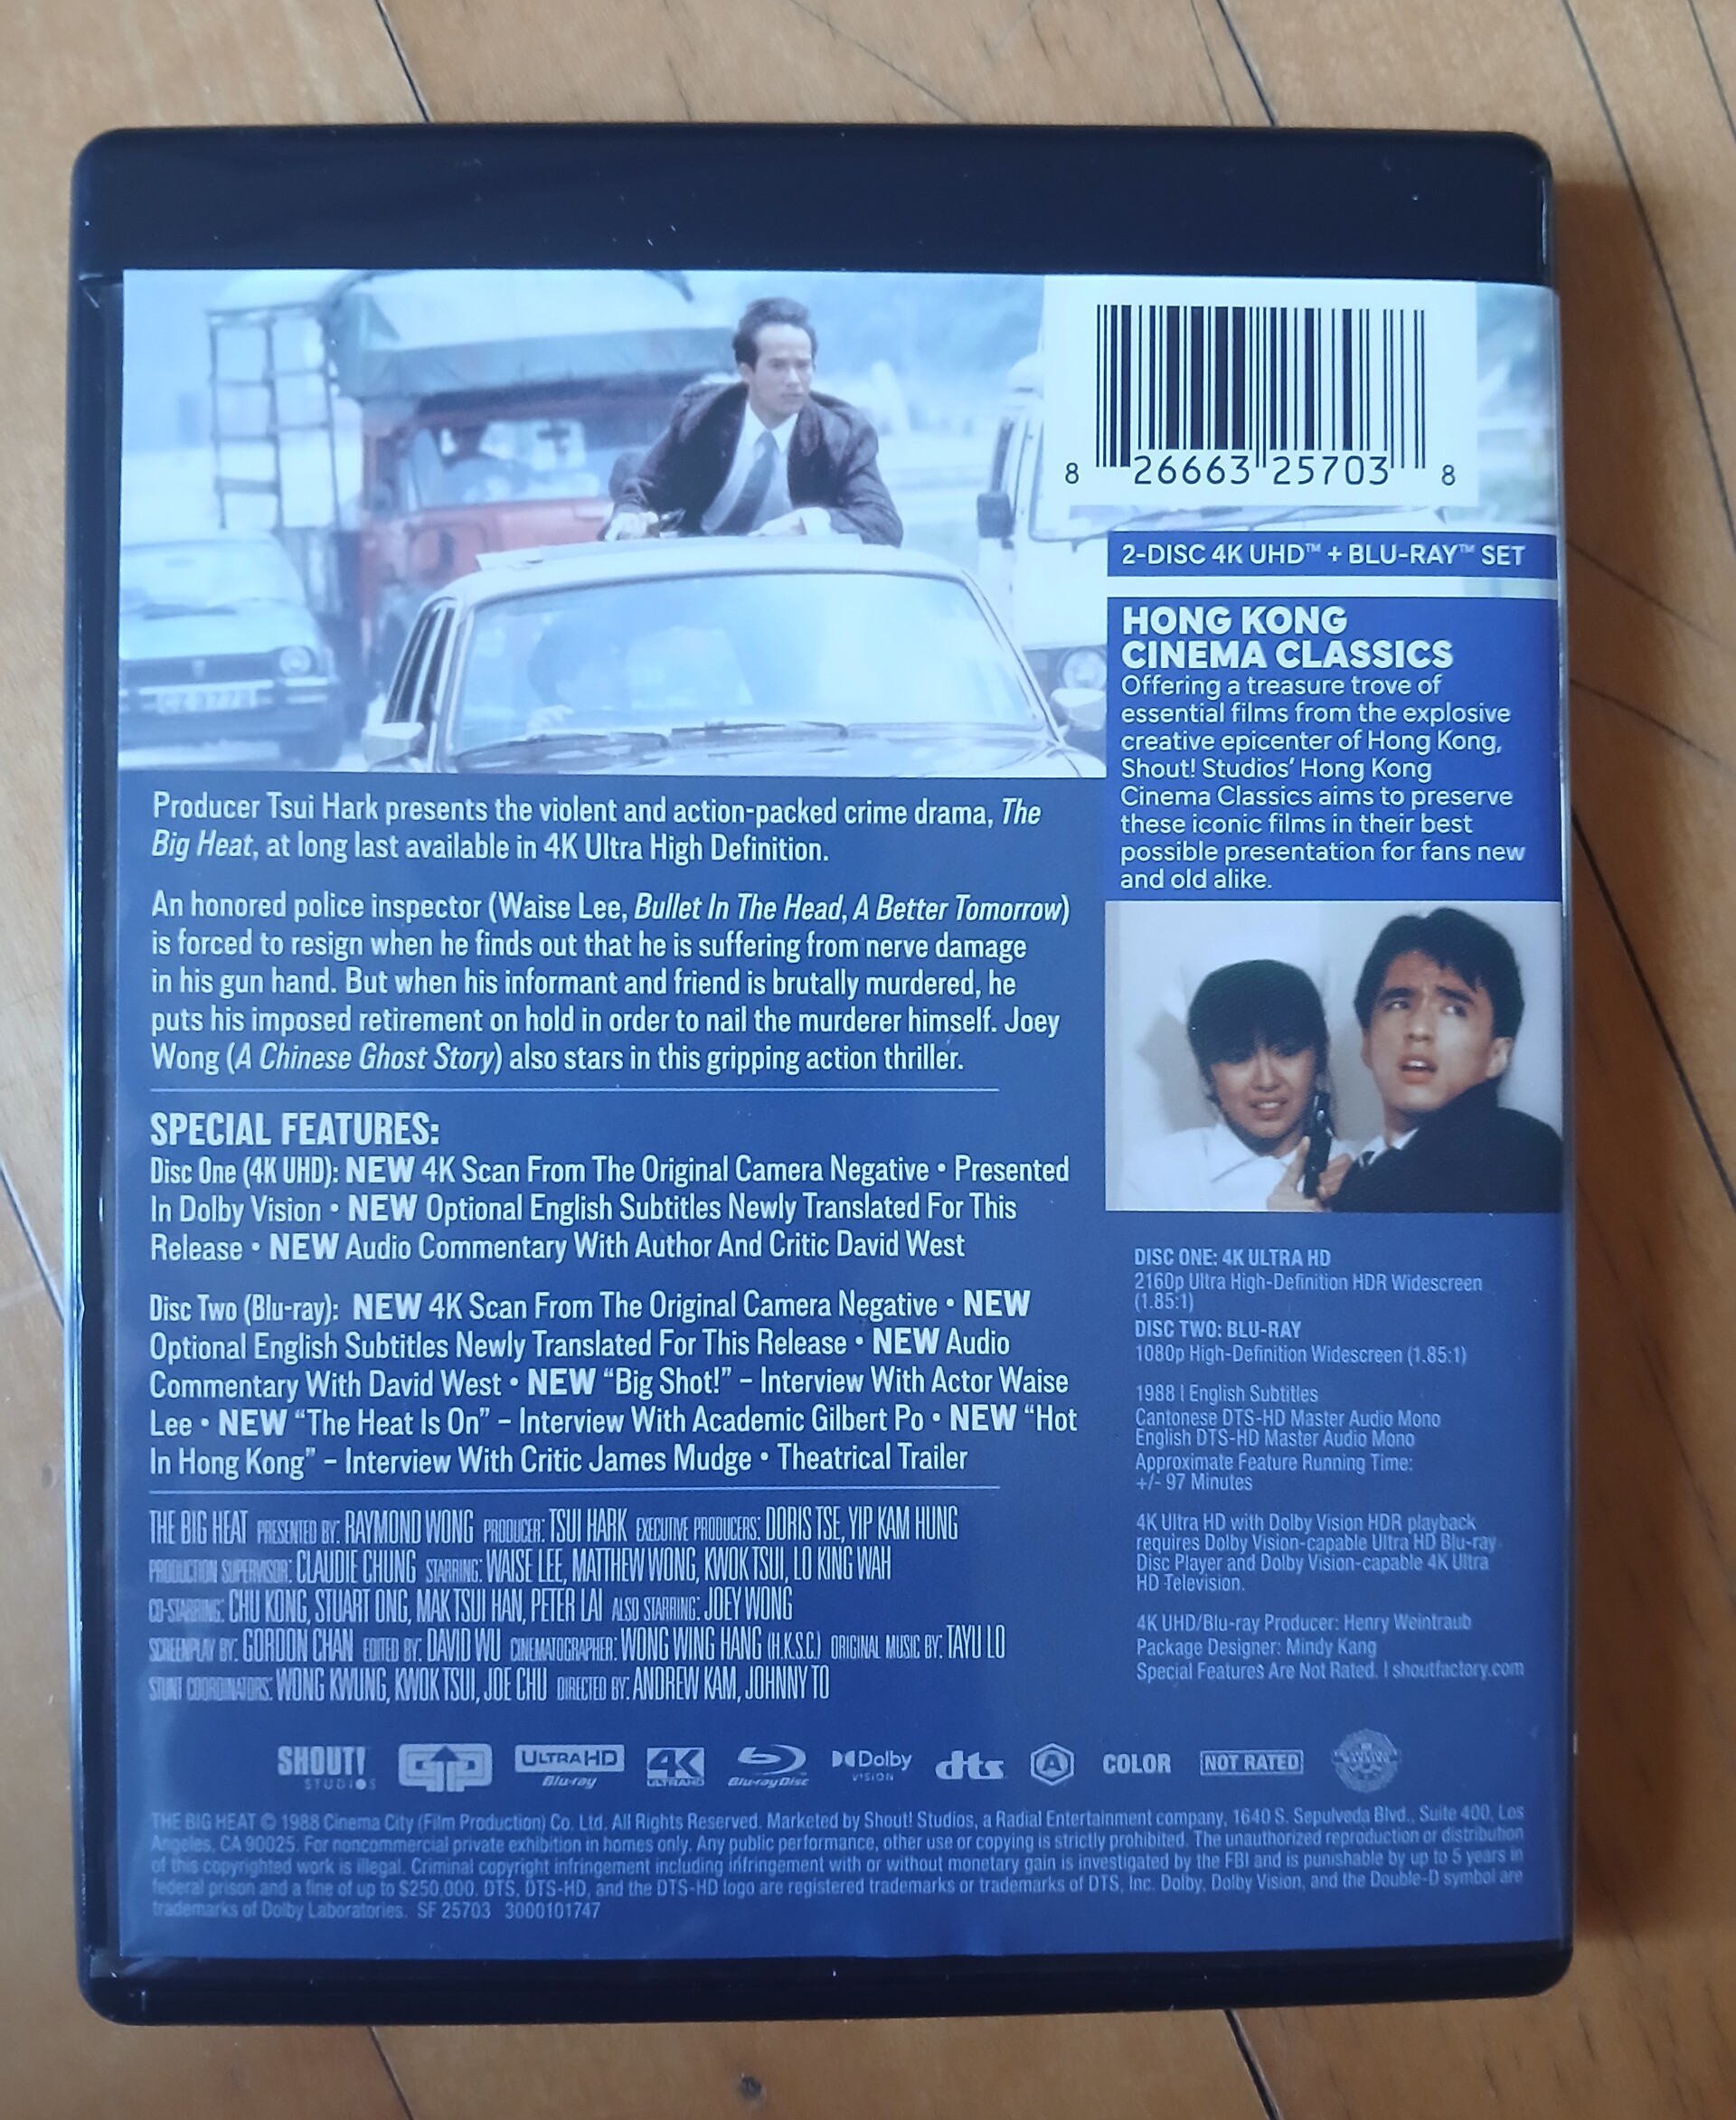 8 26663 25703 8
2-DISC 4K UHD™ + BLU-RAY™ SET
HONG KONG
CINEMA CLASSICS
Offering a treasure trove of
essential films from the explosive
creative epicenter of Hong Kong,
Shout! Studios' Hong Kong
Cinema Classics aims to preserve
these iconic films in their best
possible presentation for fans new
and old alike.
Producer Tsui Hark presents the violent and action-packed crime drama, The
Big Heat, at long last available in 4K Ultra High Definition.
An honored police inspector (Waise Lee, Bullet In The Head, A Better Tomorrow)
is forced to resign when he finds out that he is suffering from nerve damage
in his gun hand. But when his informant and friend is brutally murdered, he
puts his imposed retirement on hold in order to nail the murderer himself. Joey
Wong (A Chinese Ghost Story) also stars in this gripping action thriller.
SPECIAL FEATURES:
Disc One (4K UHD): NEW 4K Scan From The Original Camera Negative • Presented
In Dolby Vision • NEW Optional English Subtitles Newly Translated For This
Release • NEW Audio Commentary With Author And Critic David West
Disc Two (Blu-ray): NEW 4K Scan From The Original Camera Negative • NEW
Optional English Subtitles Newly Translated For This Release • NEW Audio
Commentary With David West • NEW “Big Shot!” – Interview With Actor Waise
Lee • NEW “The Heat Is On” – Interview With Academic Gilbert Po • NEW “Hot
In Hong Kong” – Interview With Critic James Mudge • Theatrical Trailer
THE BIG HEAT PRESENTED BY: RAYMOND WONG PRODUCER: TSUI HARK EXECUTIVE PRODUCERS: DORIS TSE, YIP KAM HUNG
PRODUCTION SUPERVISOR: CLAUDIE CHUNG STARRING: WAISE LEE, MATTHEW WONG, KWOK TSUI, LO KING WAH
CO-STARRING: CHU KONG, STUART ONG, MAK TSUI HAN, PETER LAI ALSO STARRING: JOEY WONG
SCREENPLAY BY: GORDON CHAN EDITED BY: DAVID WU CINEMATOGRAPHER: WONG WING HANG (H.K.S.C.) ORIGINAL MUSIC BY: TAYU LO
STUNT COORDINATORS: WONG KWUNG, KWOK TSUI, JOE CHU DIRECTED BY: ANDREW KAM, JOHNNY TO
DISC ONE: 4K ULTRA HD
2160p Ultra High-Definition HDR Widescreen
(1.85:1)
DISC TWO: BLU-RAY
1080p High-Definition Widescreen (1.85:1)
1988 | English Subtitles
Cantonese DTS-HD Master Audio Mono
English DTS-HD Master Audio Mono
Approximate Feature Running Time:
+/- 97 Minutes
4K Ultra HD with Dolby Vision HDR playback
requires Dolby Vision-capable Ultra HD Blu-ray
Disc Player and Dolby Vision-capable 4K Ultra
HD Television.
4K UHD/Blu-ray Producer: Henry Weintraub
Package Designer: Mindy Kang
Special Features Are Not Rated. | shoutfactory.com
SHOUT! STUDIOS ULTRA HD Blu-ray 4K ULTRA HD Blu-ray Disc Dolby VISION dts A COLOR NOT RATED
THE BIG HEAT © 1988 Cinema City (Film Production) Co. Ltd. All Rights Reserved. Marketed by Shout! Studios, a Radial Entertainment company, 1640 S. Sepulveda Blvd., Suite 400, Los
Angeles, CA 90025. For noncommercial private exhibition in homes only. Any public performance, other use or copying is strictly prohibited. The unauthorized reproduction or distribution
of this copyrighted work is illegal. Criminal copyright infringement including infringement with or without monetary gain is investigated by the FBI and is punishable by up to 5 years in
federal prison and a fine of up to $250,000. DTS, DTS-HD, and the DTS-HD logo are registered trademarks or trademarks of DTS, Inc. Dolby, Dolby Vision, and the Double-D symbol are
trademarks of Dolby Laboratories. SF 25703 3000101747